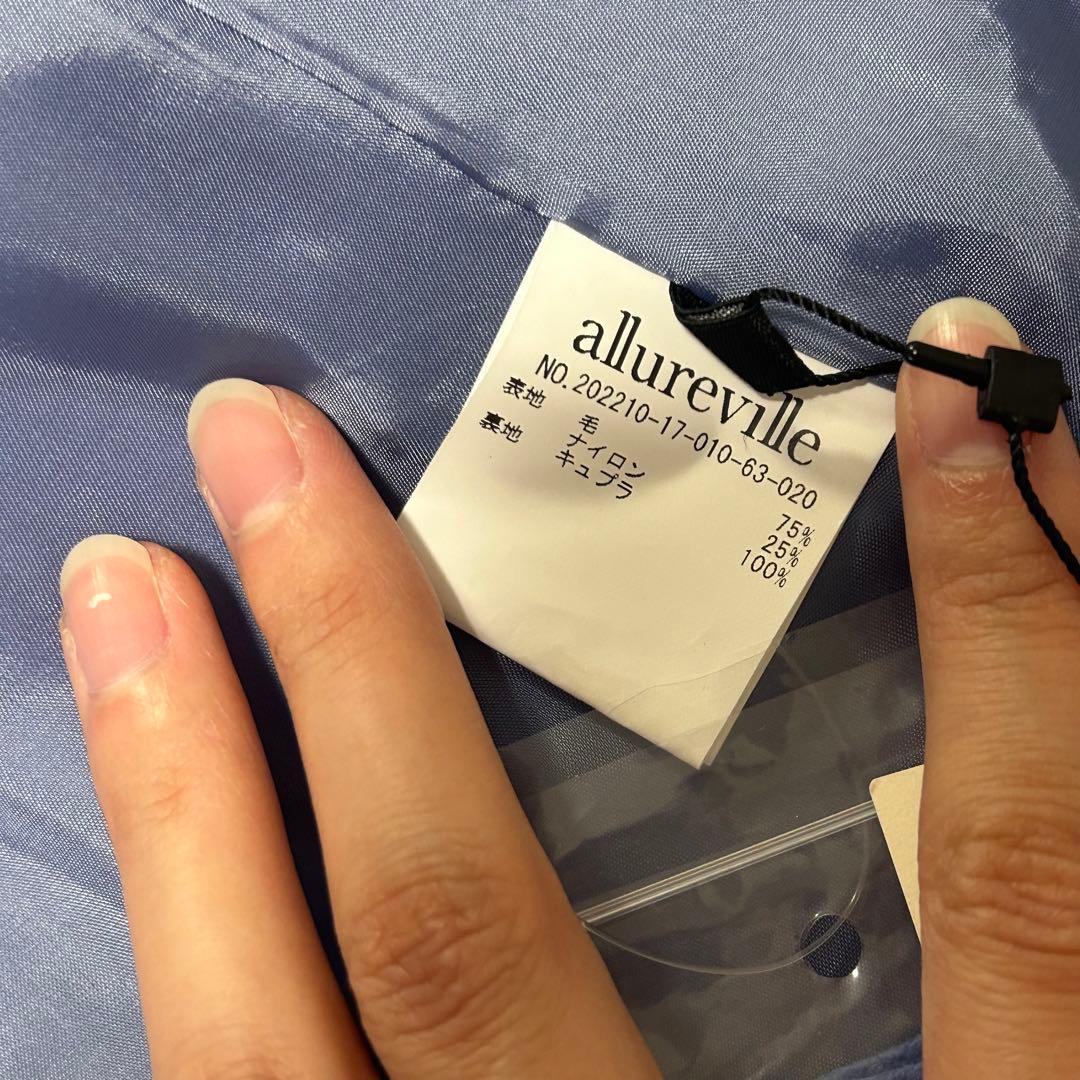 allureville
NO.202210-17-010-63-020
表地 毛 75%
ナイロン 25%
裏地 キュプラ 100%